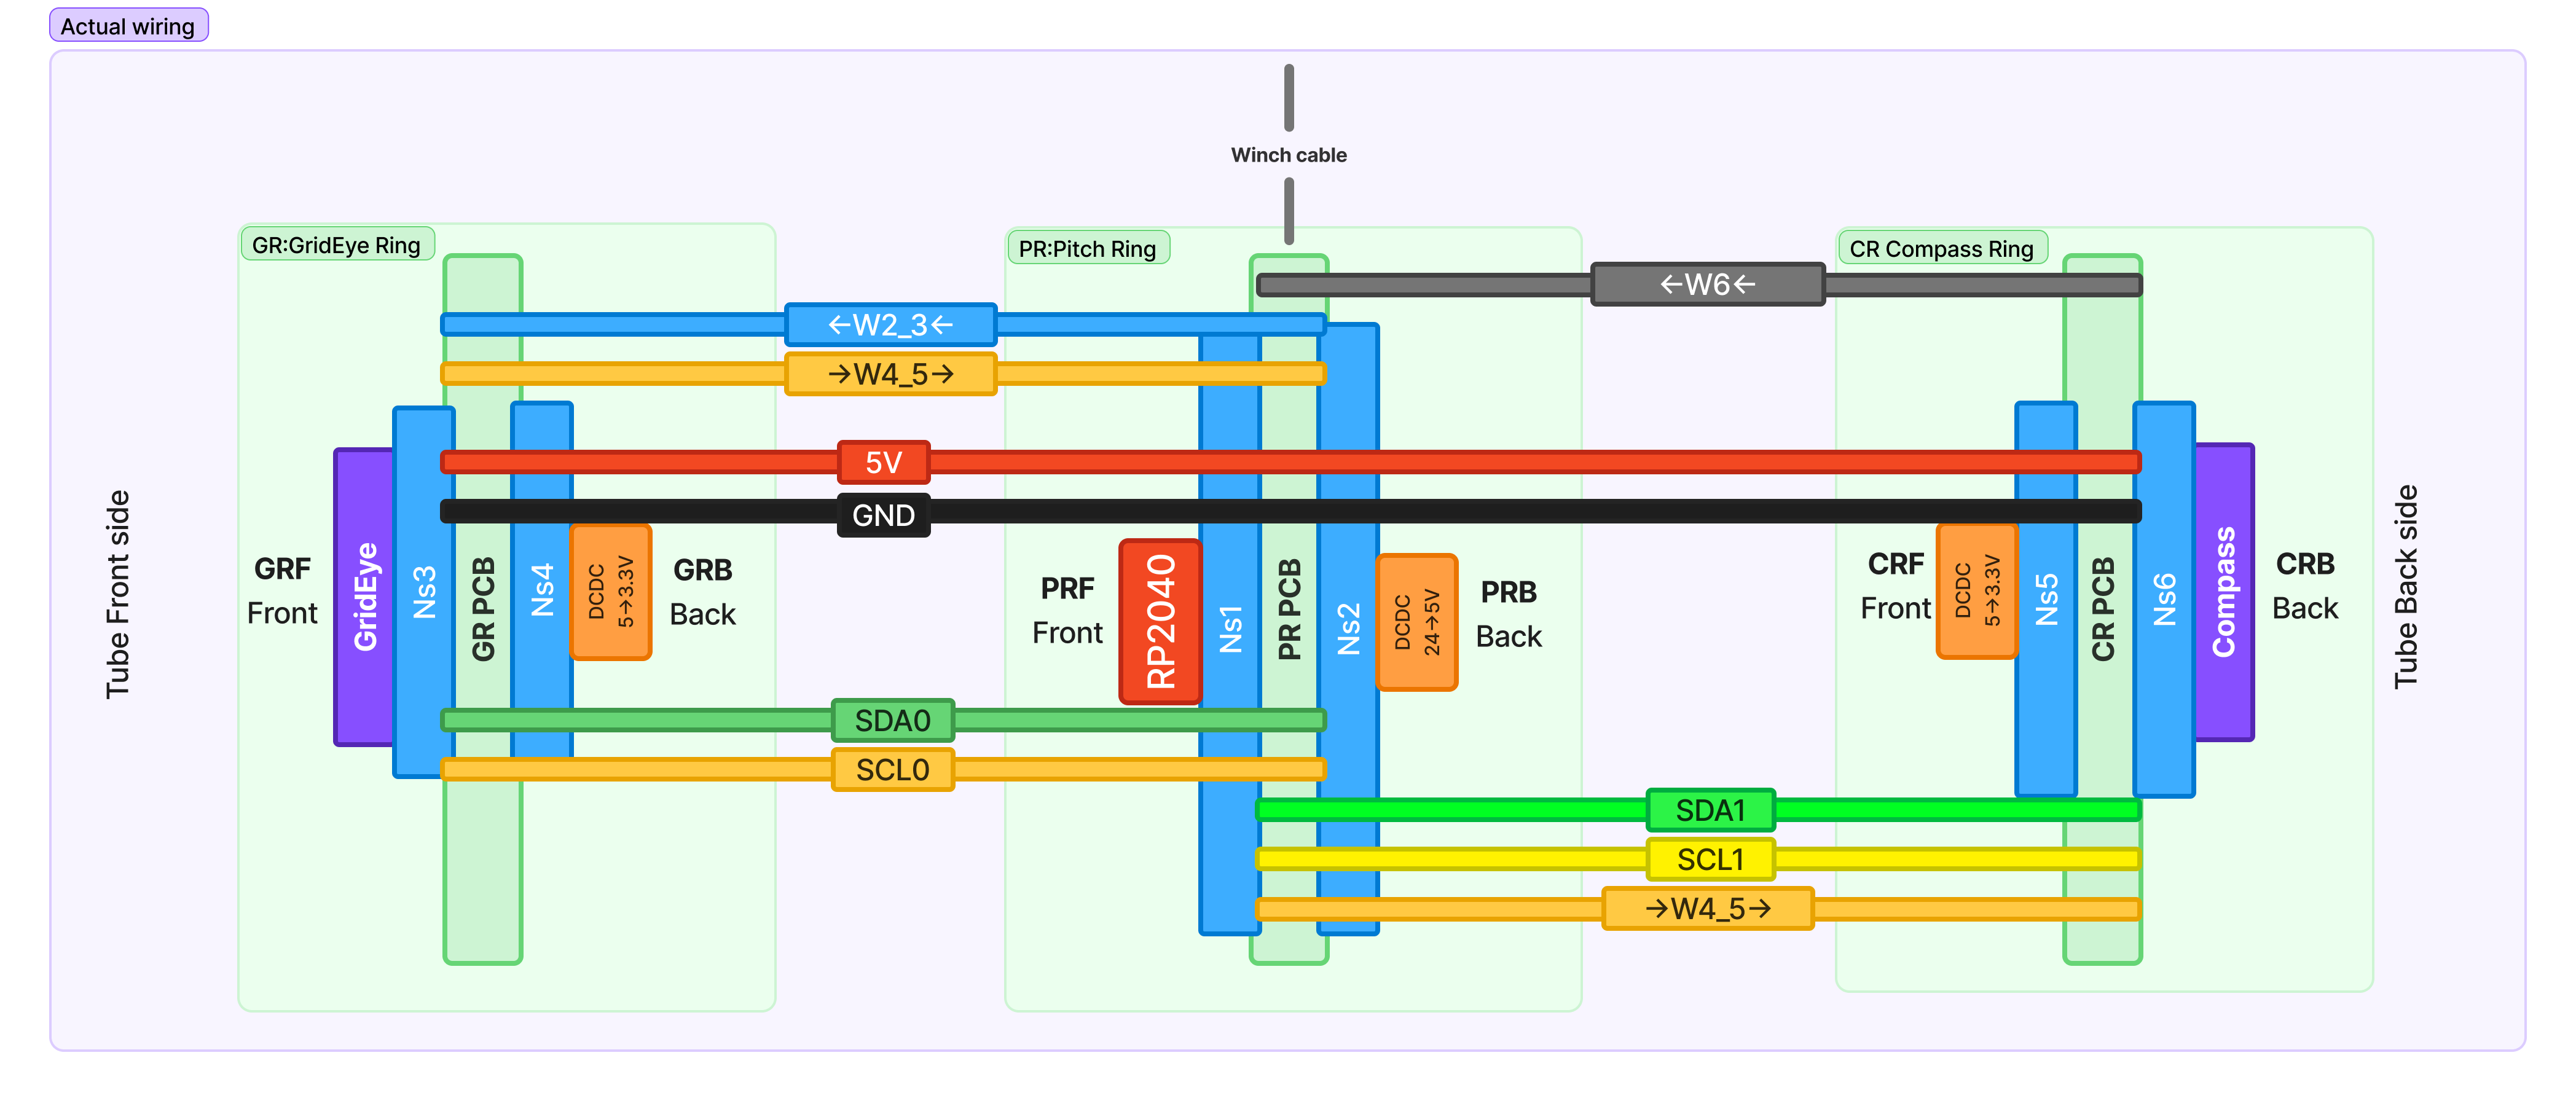 Actual wiring
Winch cable
GR:GridEye Ring
PR:Pitch Ring
CR Compass Ring
←W6←
←W2_3←
→W4_5→
5V
GND
Tube Front side
GRF
Front
GridEye
Ns3
GR PCB
Ns4
DCDC
5→3.3V
GRB
Back
PRF
Front
RP2040
Ns1
PR PCB
Ns2
DCDC
24→5V
PRB
Back
CRF
Front
DCDC
5→3.3V
Ns5
CR PCB
Ns6
Compass
CRB
Back
Tube Back side
SDA0
SCL0
SDA1
SCL1
→W4_5→